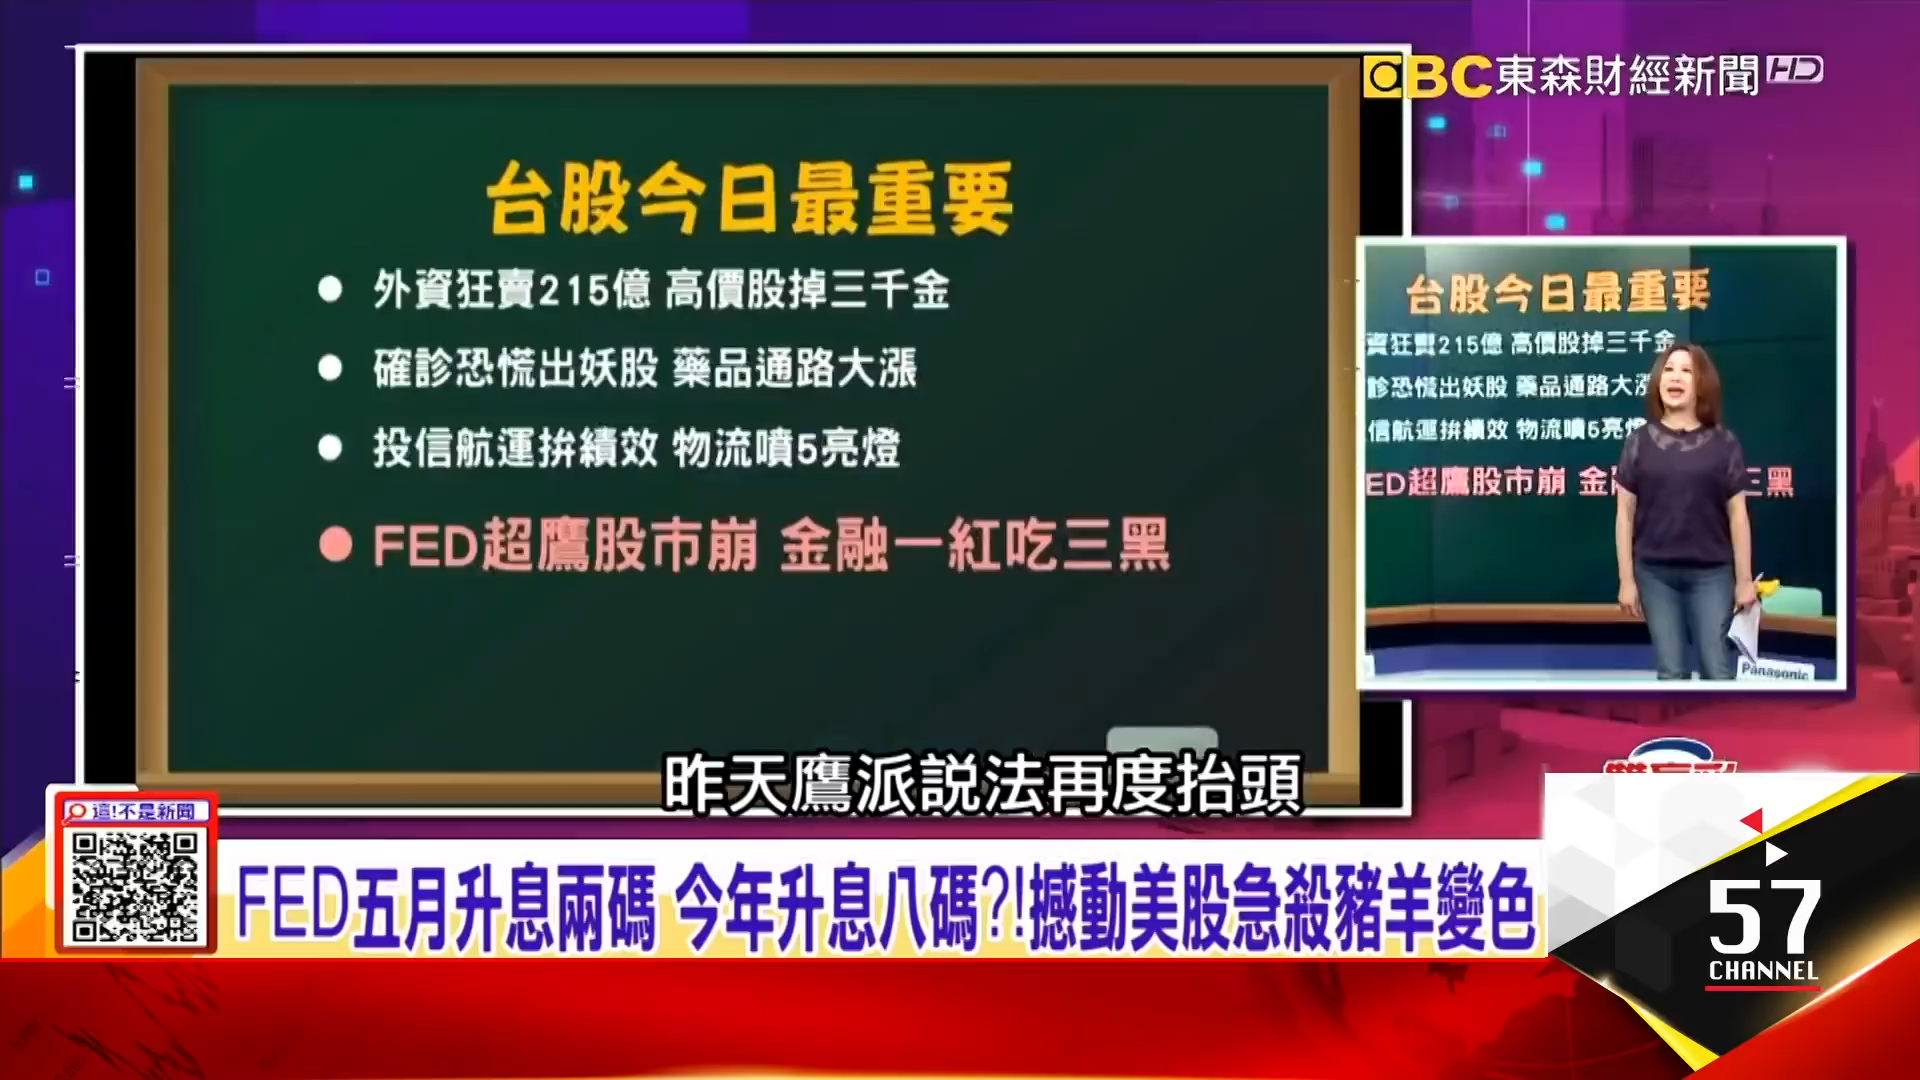 EBC東森財經新聞HD
台股今日最重要
外資狂賣215億 高價股掉三千金
確診恐慌出妖股 藥品通路大漲
投信航運拚績效 物流噴5亮燈
FED超鷹股市崩 金融一紅吃三黑
台股今日最重要
資狂賣215億 高價股掉三千金
診恐慌出妖股 藥品通路大漲
信航運拚績效 物流噴5亮燈
ED超鷹股市崩 金 三黑
Panasonic
昨天鷹派説法再度抬頭
這!不是新聞
FED五月升息兩碼 今年升息八碼?!撼動美股急殺豬羊變色
57
CHANNEL